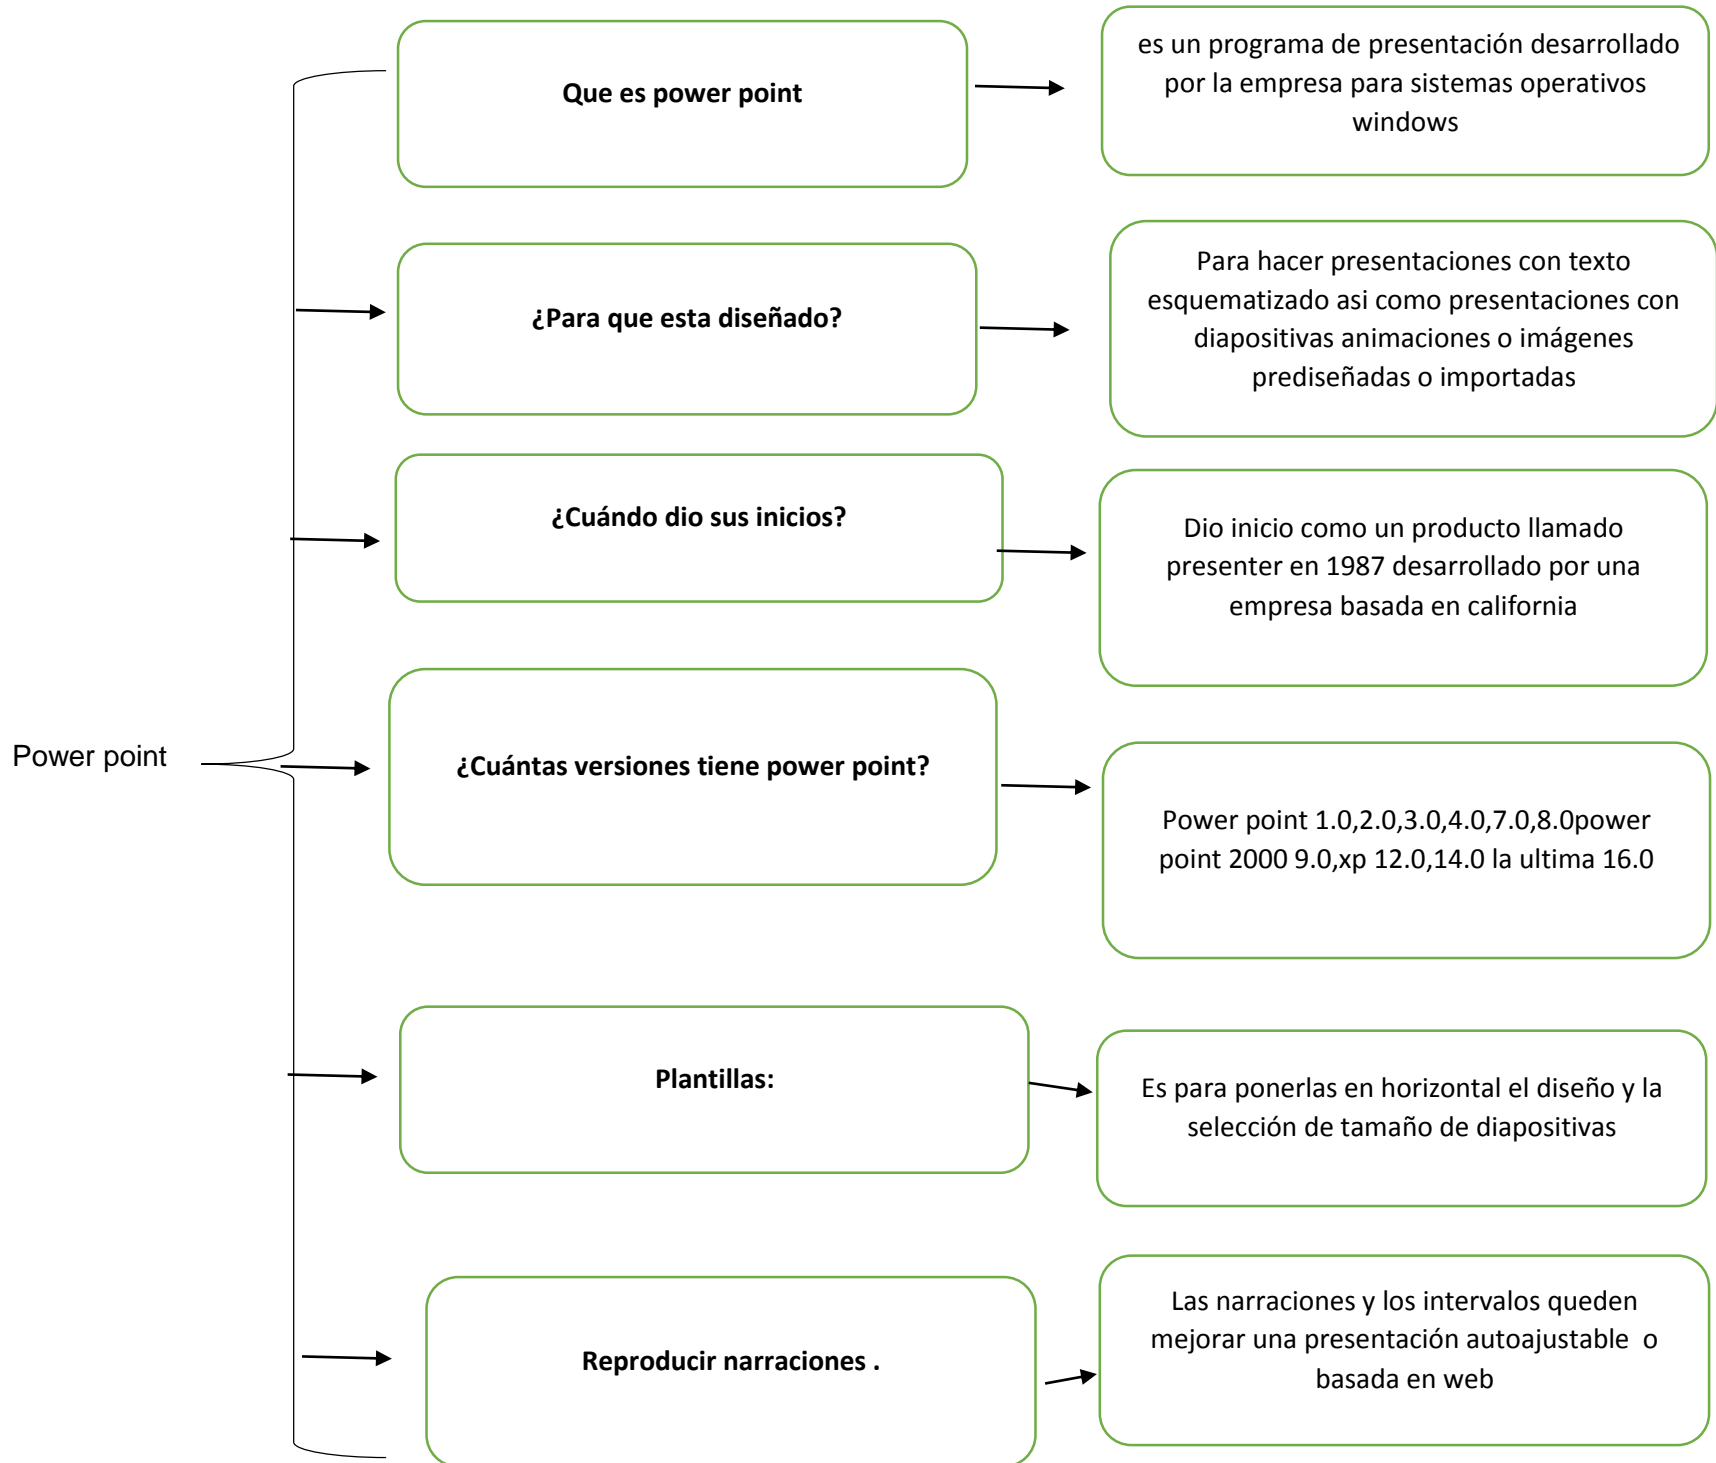 Power point
Que es power point
es un programa de presentación desarrollado
por la empresa para sistemas operativos
windows
¿Para que esta diseñado?
Para hacer presentaciones con texto
esquematizado asi como presentaciones con
diapositivas animaciones o imágenes
prediseñadas o importadas
¿Cuándo dio sus inicios?
Dio inicio como un producto llamado
presenter en 1987 desarrollado por una
empresa basada en california
¿Cuántas versiones tiene power point?
Power point 1.0,2.0,3.0,4.0,7.0,8.0power
point 2000 9.0,xp 12.0,14.0 la ultima 16.0
Plantillas:
Es para ponerlas en horizontal el diseño y la
selección de tamaño de diapositivas
Reproducir narraciones .
Las narraciones y los intervalos queden
mejorar una presentación autoajustable  o
basada en web